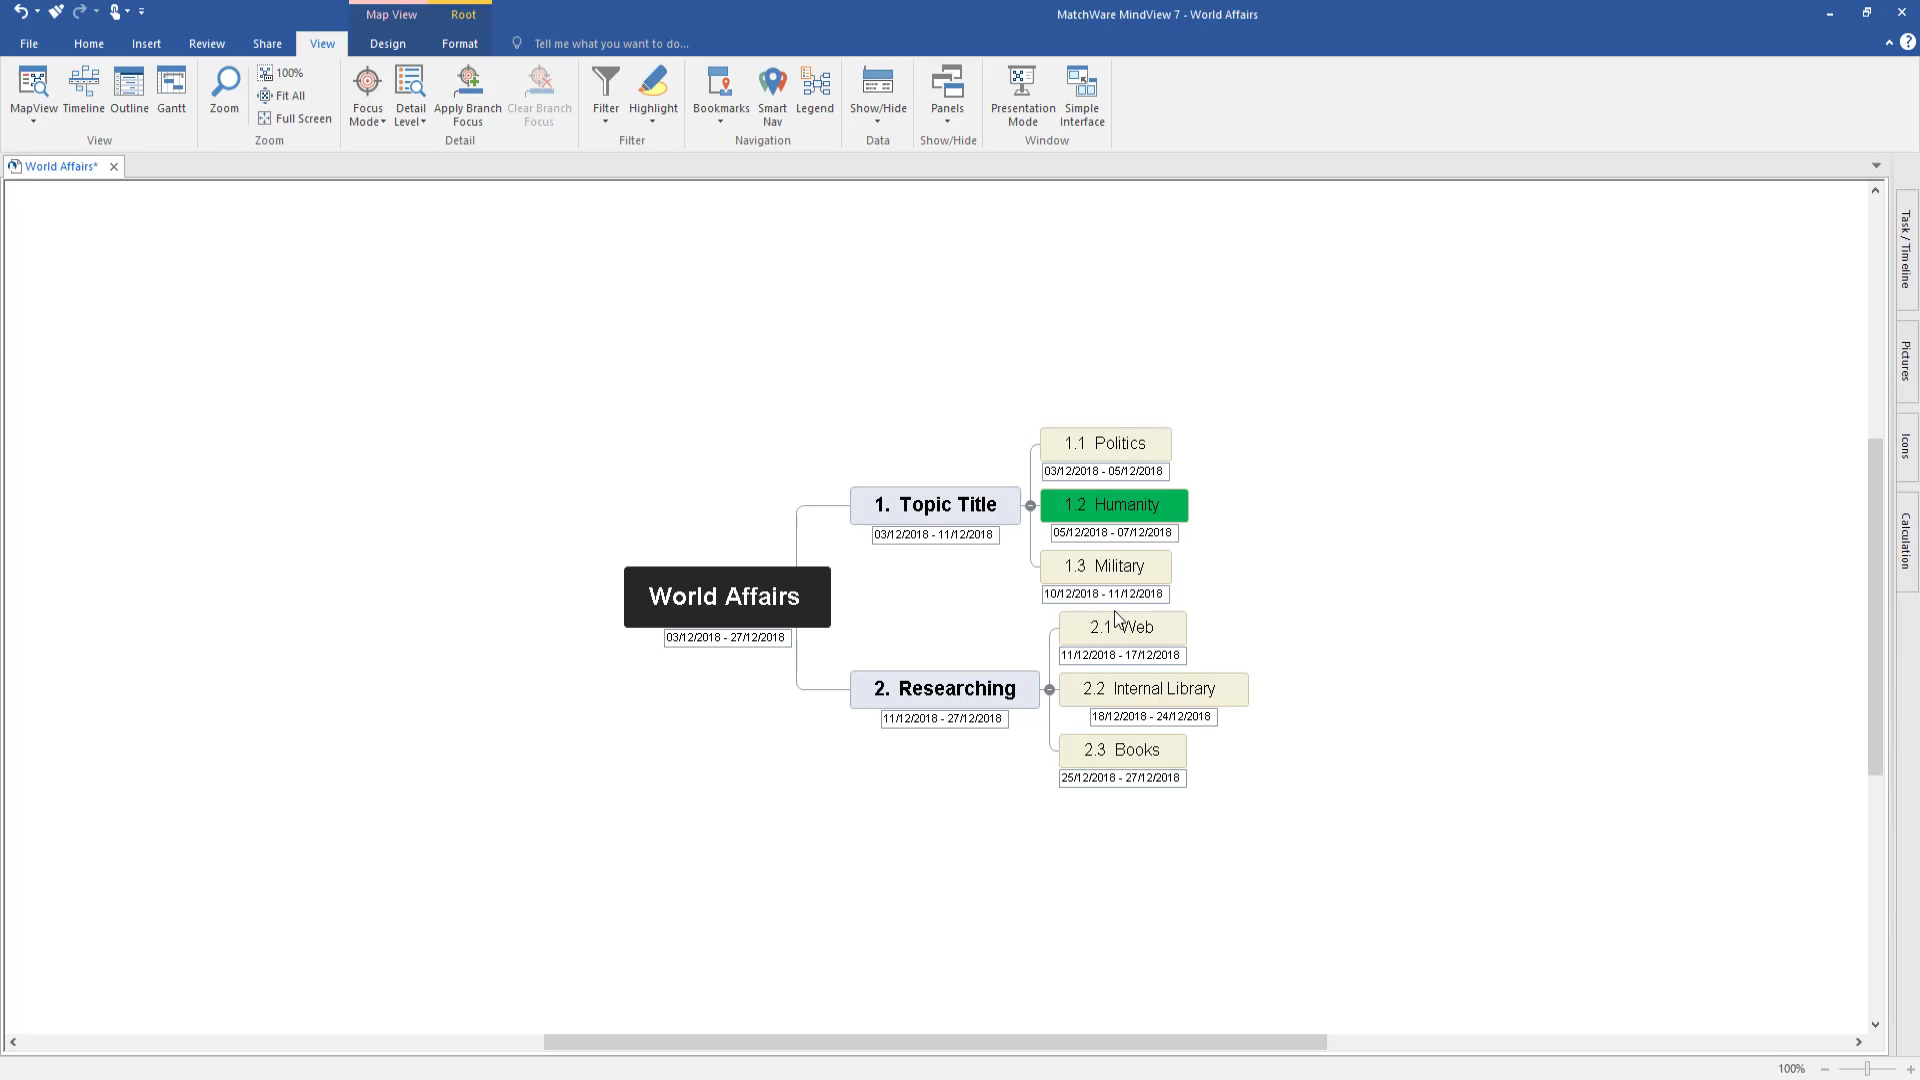 Map View Root
MatchWare MindView 7 - World Affairs
File Home Insert Review Share View Design Format Tell me what you want to do...
MapView Timeline Outline Gantt
View
Zoom
100%
Fit All
Full Screen
Zoom
Focus Mode
Detail Level
Apply Branch Focus
Clear Branch Focus
Detail
Filter Highlight
Filter
Bookmarks
Smart Nav
Legend
Navigation
Show/Hide
Data
Panels
Show/Hide
Presentation Mode
Simple Interface
Window
World Affairs*
World Affairs
03/12/2018 - 27/12/2018
1. Topic Title
03/12/2018 - 11/12/2018
1.1 Politics
03/12/2018 - 05/12/2018
1.2 Humanity
05/12/2018 - 07/12/2018
1.3 Military
10/12/2018 - 11/12/2018
2. Researching
11/12/2018 - 27/12/2018
2.1 Web
11/12/2018 - 17/12/2018
2.2 Internal Library
18/12/2018 - 24/12/2018
2.3 Books
25/12/2018 - 27/12/2018
Task / Timeline
Pictures
Icons
Calculation
100%